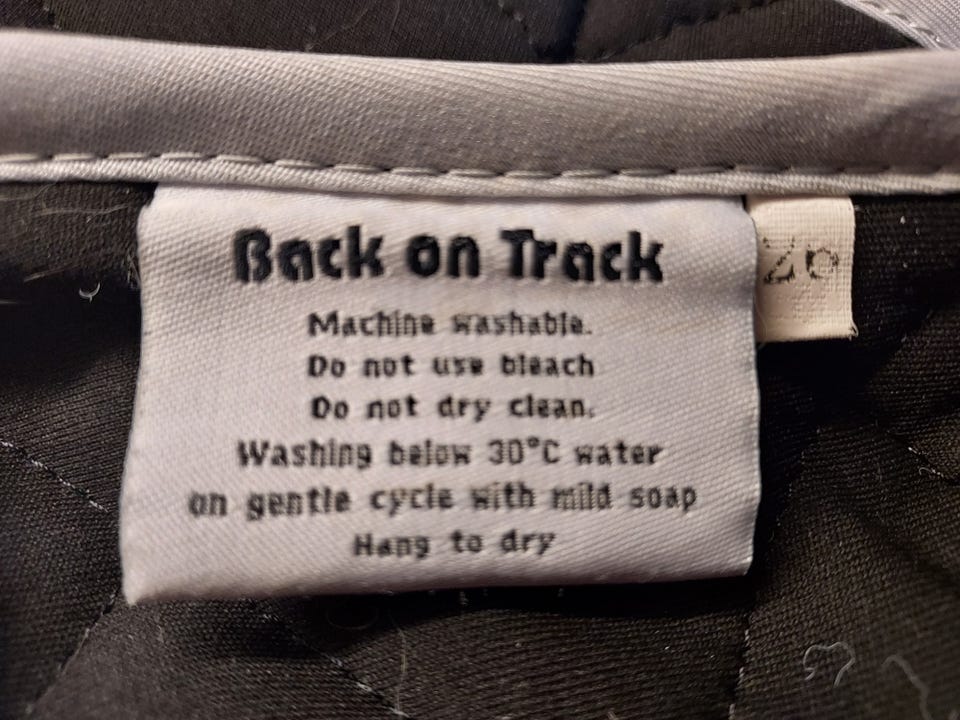 Back on Track
Machine washable.
Do not use bleach
Do not dry clean.
Washing below 30°C water
on gentle cycle with mild soap
Hang to dry